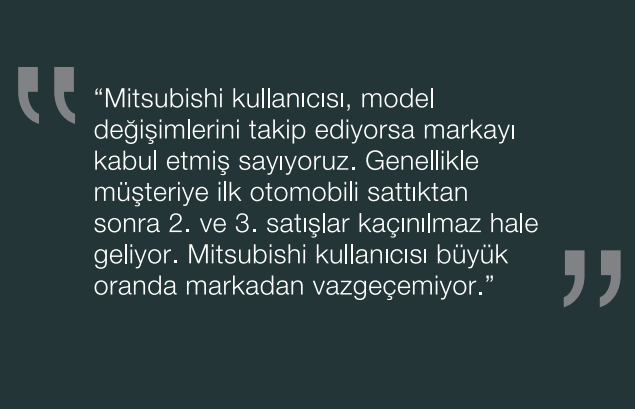 “Mitsubishi kullanıcısı, model
değişimlerini takip ediyorsa markayı
kabul etmiş sayıyoruz. Genellikle
müşteriye ilk otomobili sattıktan
sonra 2. ve 3. satışlar kaçınılmaz hale
geliyor. Mitsubishi kullanıcısı büyük
oranda markadan vazgeçemiyor.”